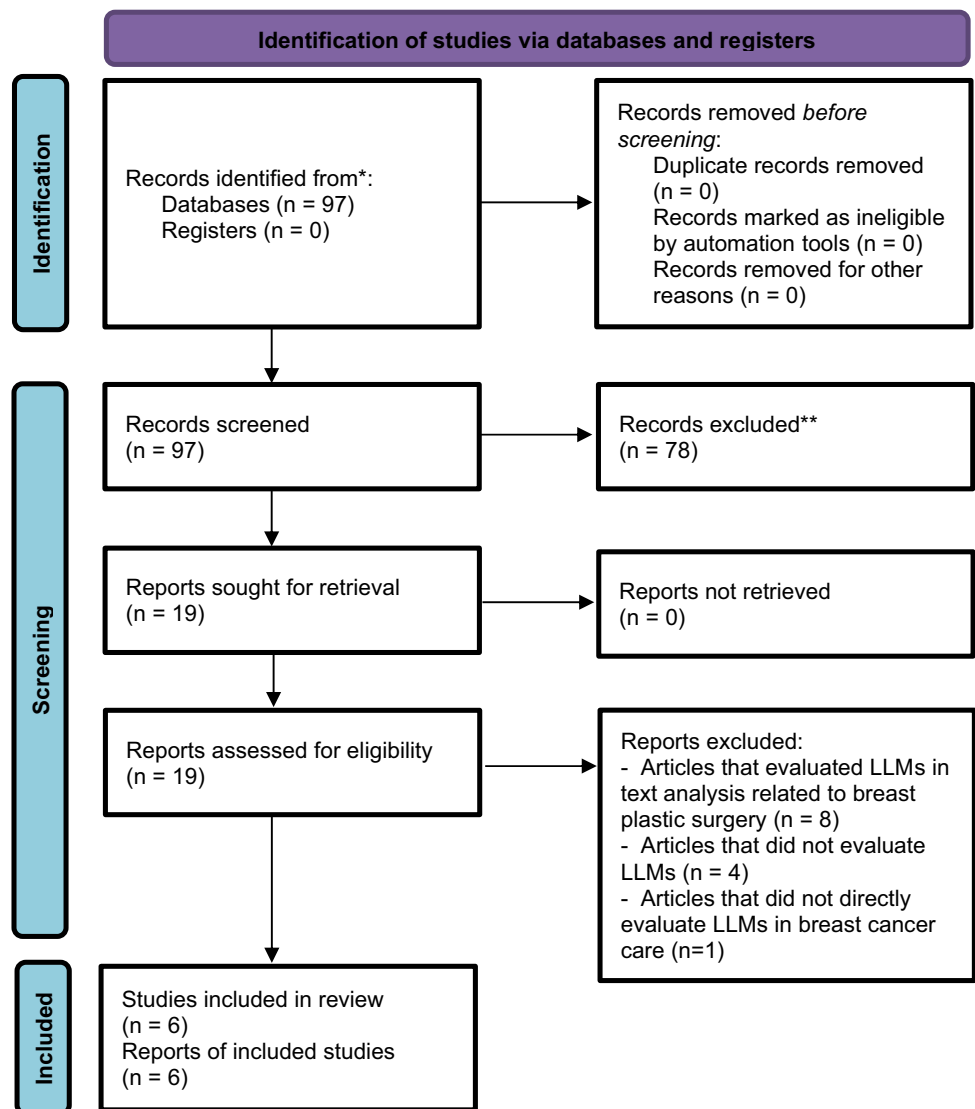 Identification of studies via databases and registers
Identification
Records identified from*:
Databases (n = 97)
Registers (n = 0)
Records removed before
screening:
Duplicate records removed
(n = 0)
Records marked as ineligible
by automation tools (n = 0)
Records removed for other
reasons (n = 0)
Screening
Records screened
(n = 97)
Records excluded**
(n = 78)
Reports sought for retrieval
(n = 19)
Reports not retrieved
(n = 0)
Reports assessed for eligibility
(n = 19)
Reports excluded:
- Articles that evaluated LLMs in
text analysis related to breast
plastic surgery (n = 8)
- Articles that did not evaluate
LLMs (n = 4)
- Articles that did not directly
evaluate LLMs in breast cancer
care (n=1)
Included
Studies included in review
(n = 6)
Reports of included studies
(n = 6)